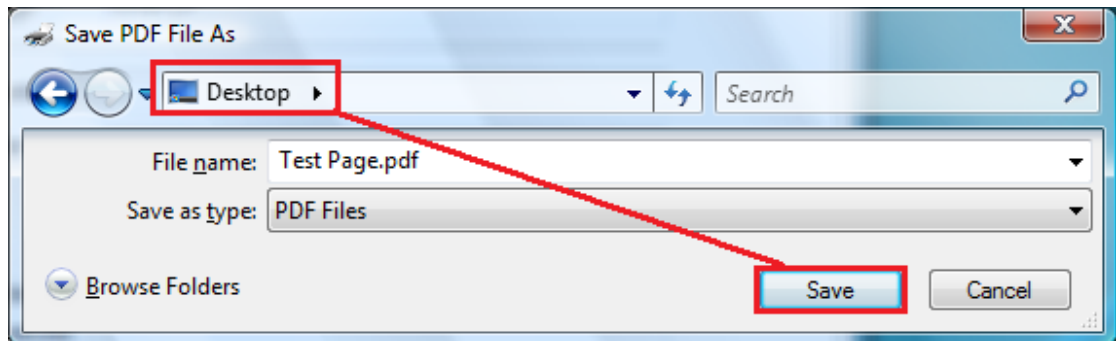 Save PDF File As
Desktop
Search
File name: Test Page.pdf
Save as type: PDF Files
Browse Folders
Save Cancel